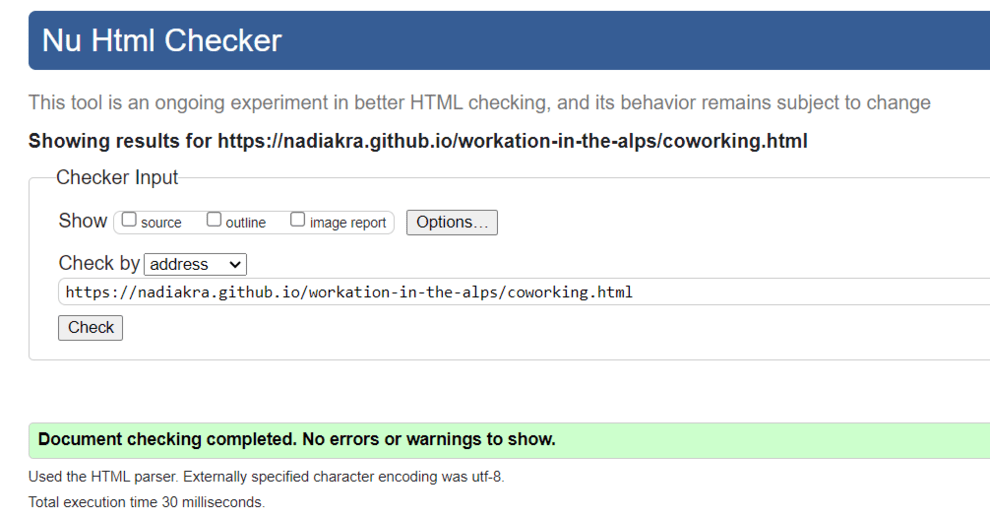 Nu Html Checker
This tool is an ongoing experiment in better HTML checking, and its behavior remains subject to change
Showing results for https://nadiakra.github.io/workation-in-the-alps/coworking.html
Checker Input
Show source outline image report Options...
Check by address
https://nadiakra.github.io/workation-in-the-alps/coworking.html
Check
Document checking completed. No errors or warnings to show.
Used the HTML parser. Externally specified character encoding was utf-8.
Total execution time 30 milliseconds.